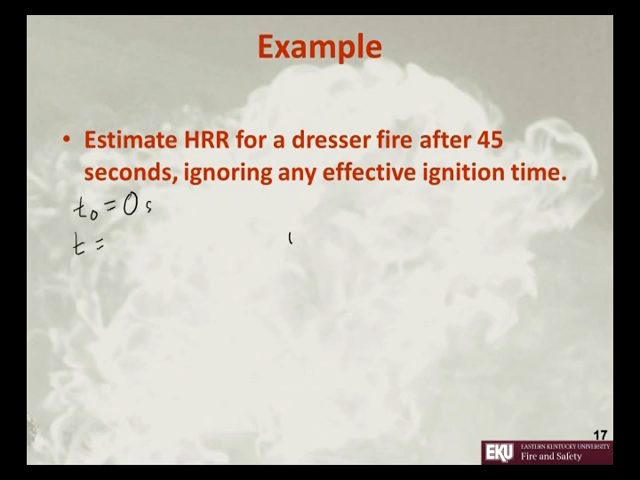 Example
• Estimate HRR for a dresser fire after 45
seconds, ignoring any effective ignition time.
t₀ = 0 s
t =
17
EKU EASTERN KENTUCKY UNIVERSITY
Fire and Safety